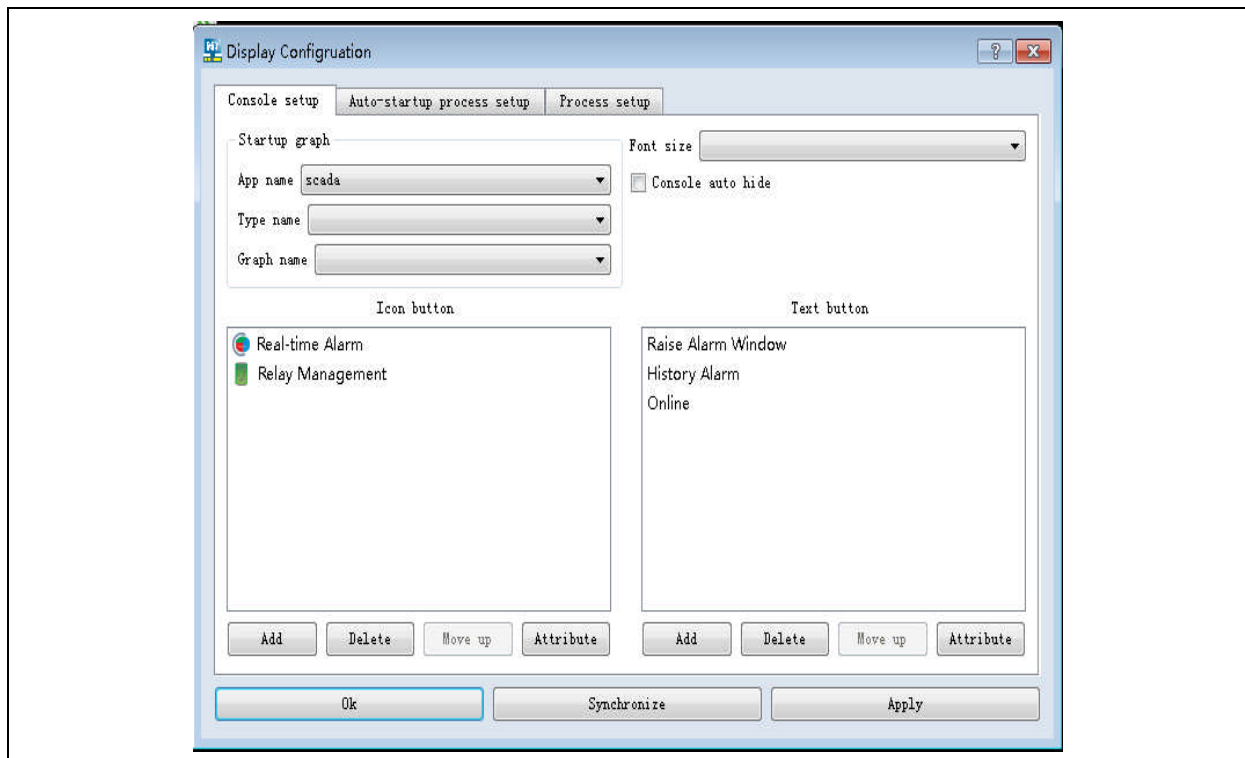 Display Configruation
Console setup Auto-startup process setup Process setup
Startup graph
Font size
App name scada
Console auto hide
Type name
Graph name
Icon button Text button
Real-time Alarm Raise Alarm Window
Relay Management History Alarm
Online
Add Delete Move up Attribute Add Delete Move up Attribute
Ok Synchronize Apply